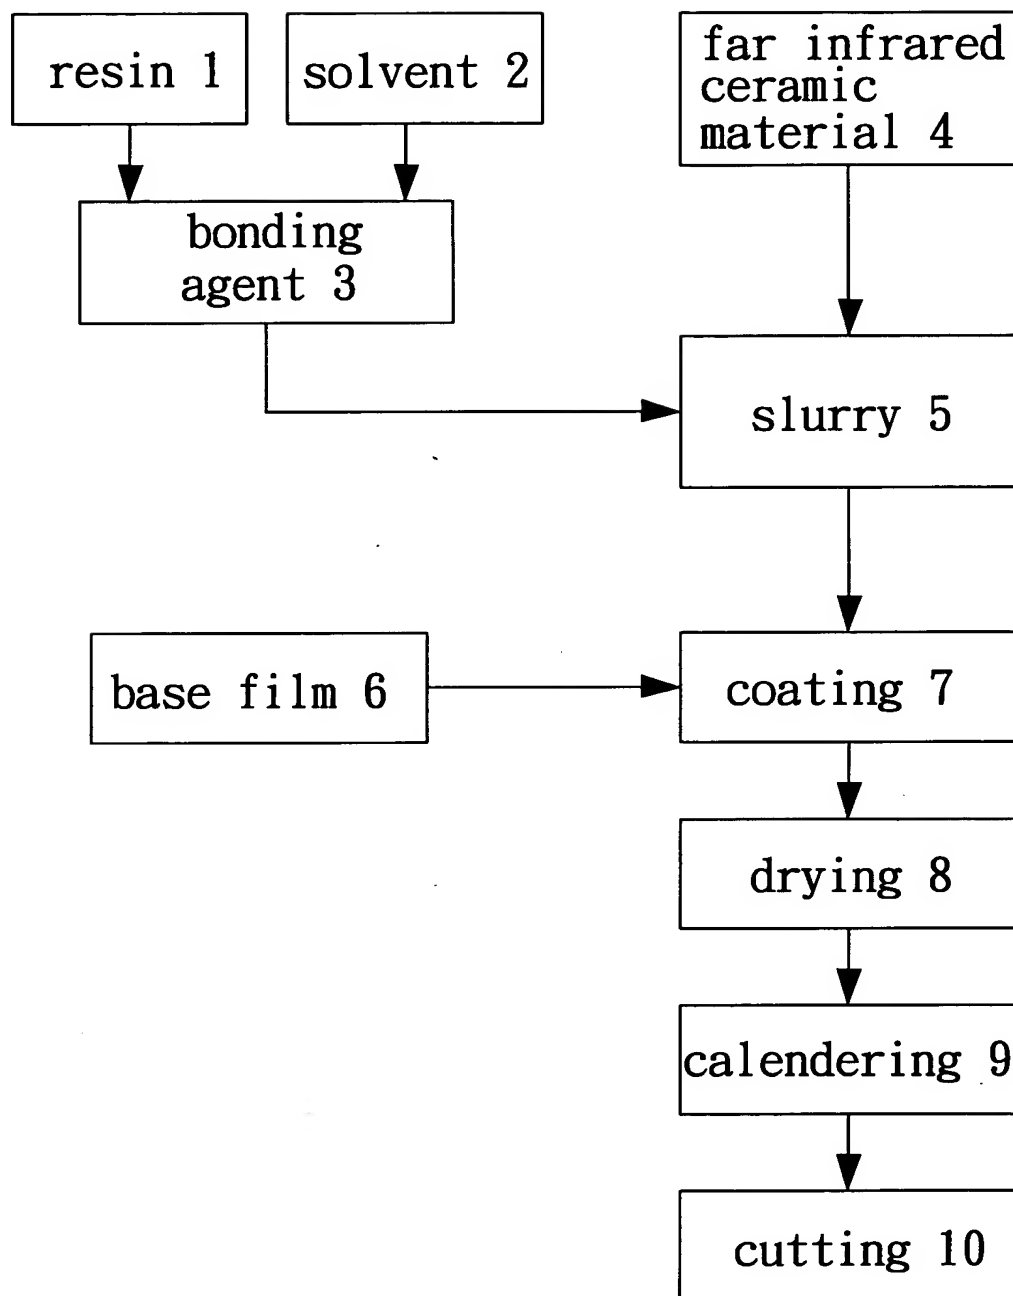 resin 1
solvent 2
far infrared
ceramic
material 4
bonding
agent 3
slurry 5
base film 6
coating 7
drying 8
calendering 9
cutting 10